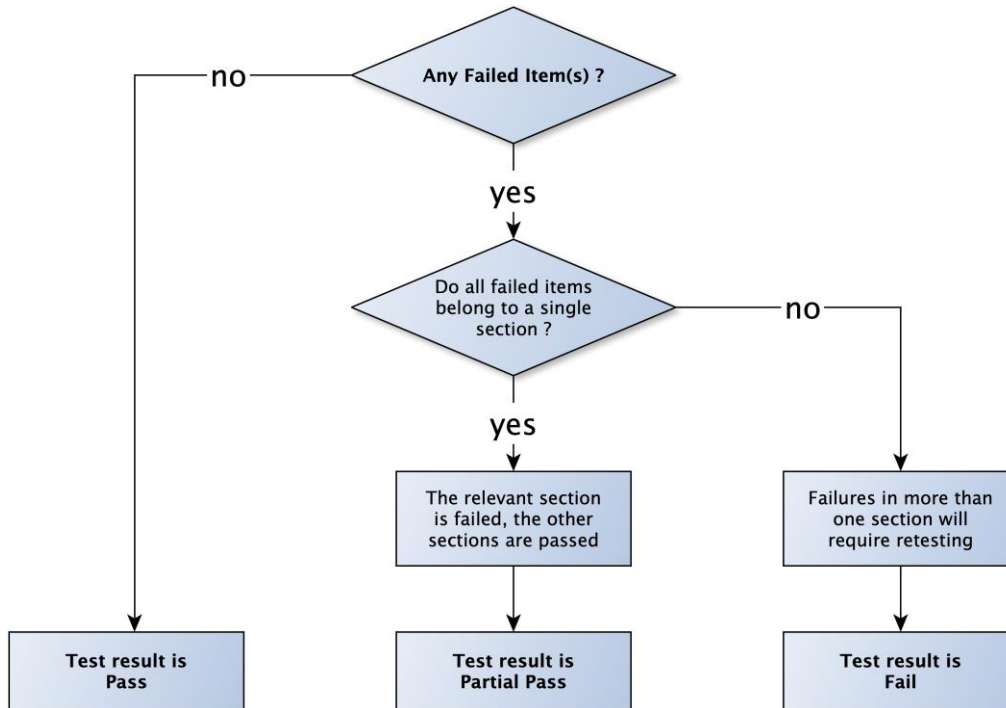 Any Failed Item(s) ?
no
yes
Do all failed items
belong to a single
section ?
no
yes
The relevant section
is failed, the other
sections are passed
Failures in more than
one section will
require retesting
Test result is
Pass
Test result is
Partial Pass
Test result is
Fail